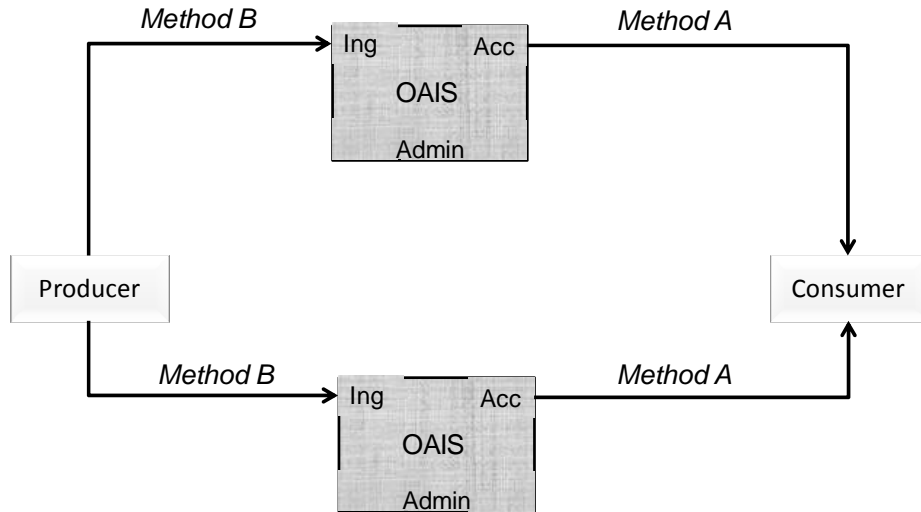 Method B
Method A
Ing Acc
OAIS
Admin
Producer
Consumer
Method B
Method A
Ing Acc
OAIS
Admin